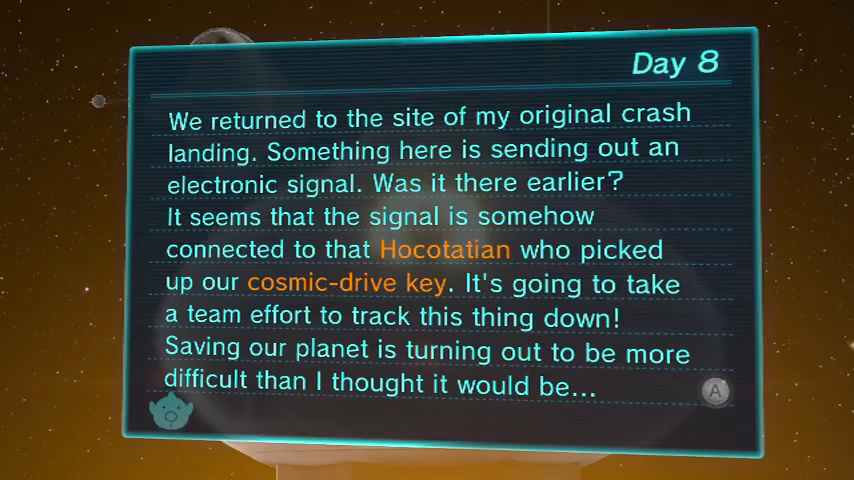 Day 8
We returned to the site of my original crash
landing. Something here is sending out an
electronic signal. Was it there earlier?
It seems that the signal is somehow
connected to that Hocotatian who picked
up our cosmic-drive key. It's going to take
a team effort to track this thing down!
Saving our planet is turning out to be more
difficult than I thought it would be...
A